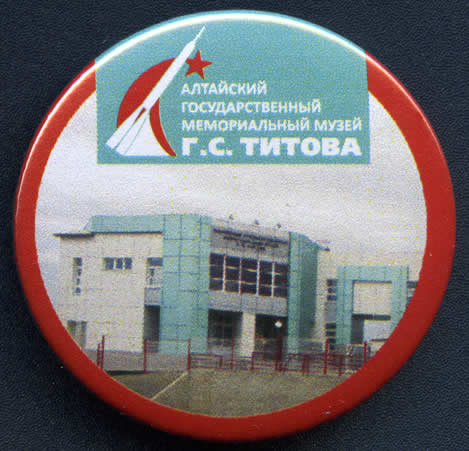 АЛТАЙСКИЙ
ГОСУДАРСТВЕННЫЙ
МЕМОРИАЛЬНЫЙ МУЗЕЙ
Г.С. ТИТОВА